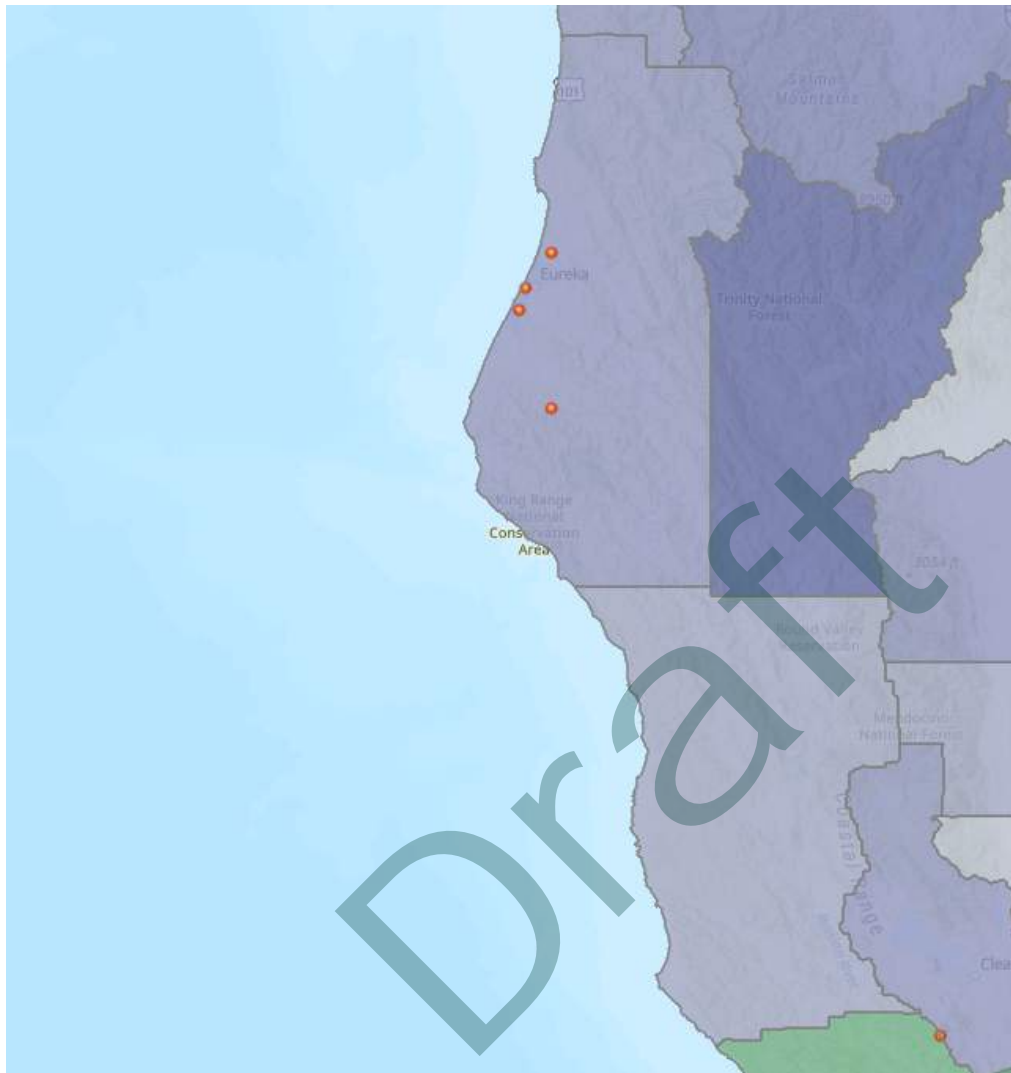 101
Salmon
Mountains
Eureka
Trinity National
Forest
King Range
National
Conservation
Area
Round Valley
Reservation
Mendocino
National Forest
Coastal Range
Clea
Draft